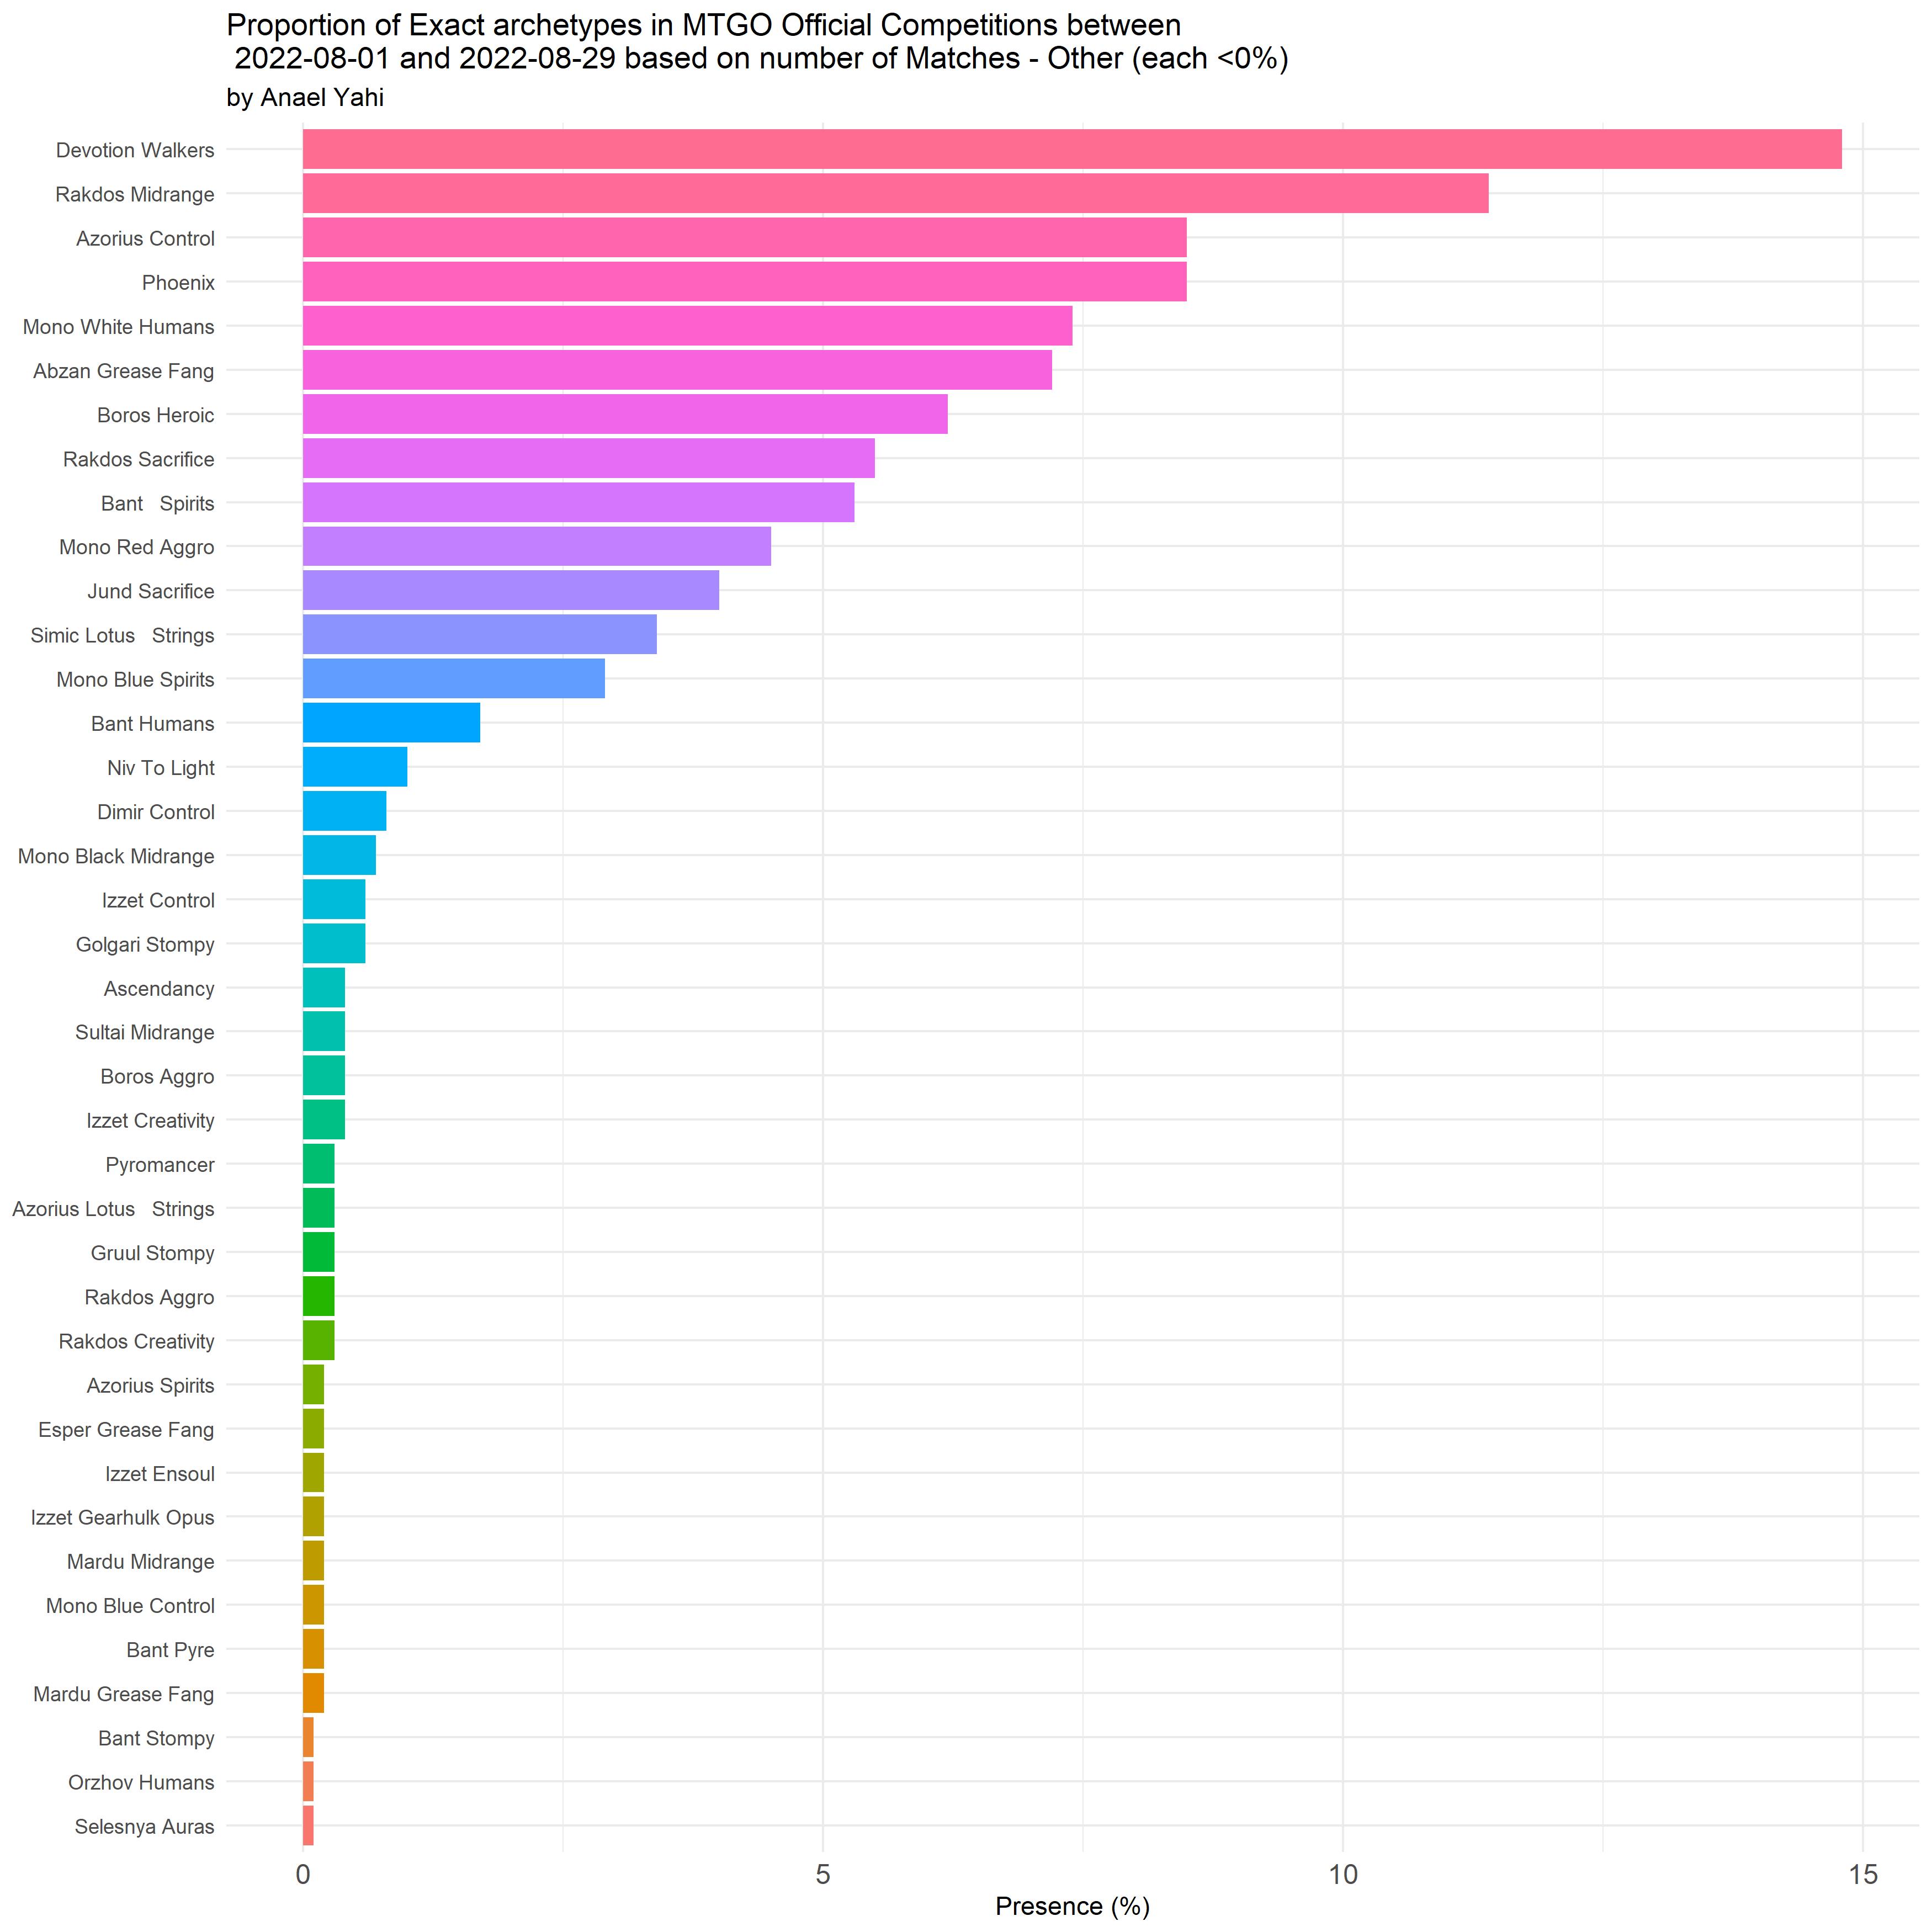 Proportion of Exact archetypes in MTGO Official Competitions between
2022-08-01 and 2022-08-29 based on number of Matches - Other (each <0%)
by Anael Yahi
Devotion Walkers
Rakdos Midrange
Azorius Control
Phoenix
Mono White Humans
Abzan Grease Fang
Boros Heroic
Rakdos Sacrifice
Bant   Spirits
Mono Red Aggro
Jund Sacrifice
Simic Lotus   Strings
Mono Blue Spirits
Bant Humans
Niv To Light
Dimir Control
Mono Black Midrange
Izzet Control
Golgari Stompy
Ascendancy
Sultai Midrange
Boros Aggro
Izzet Creativity
Pyromancer
Azorius Lotus   Strings
Gruul Stompy
Rakdos Aggro
Rakdos Creativity
Azorius Spirits
Esper Grease Fang
Izzet Ensoul
Izzet Gearhulk Opus
Mardu Midrange
Mono Blue Control
Bant Pyre
Mardu Grease Fang
Bant Stompy
Orzhov Humans
Selesnya Auras
0 5 10 15
Presence (%)